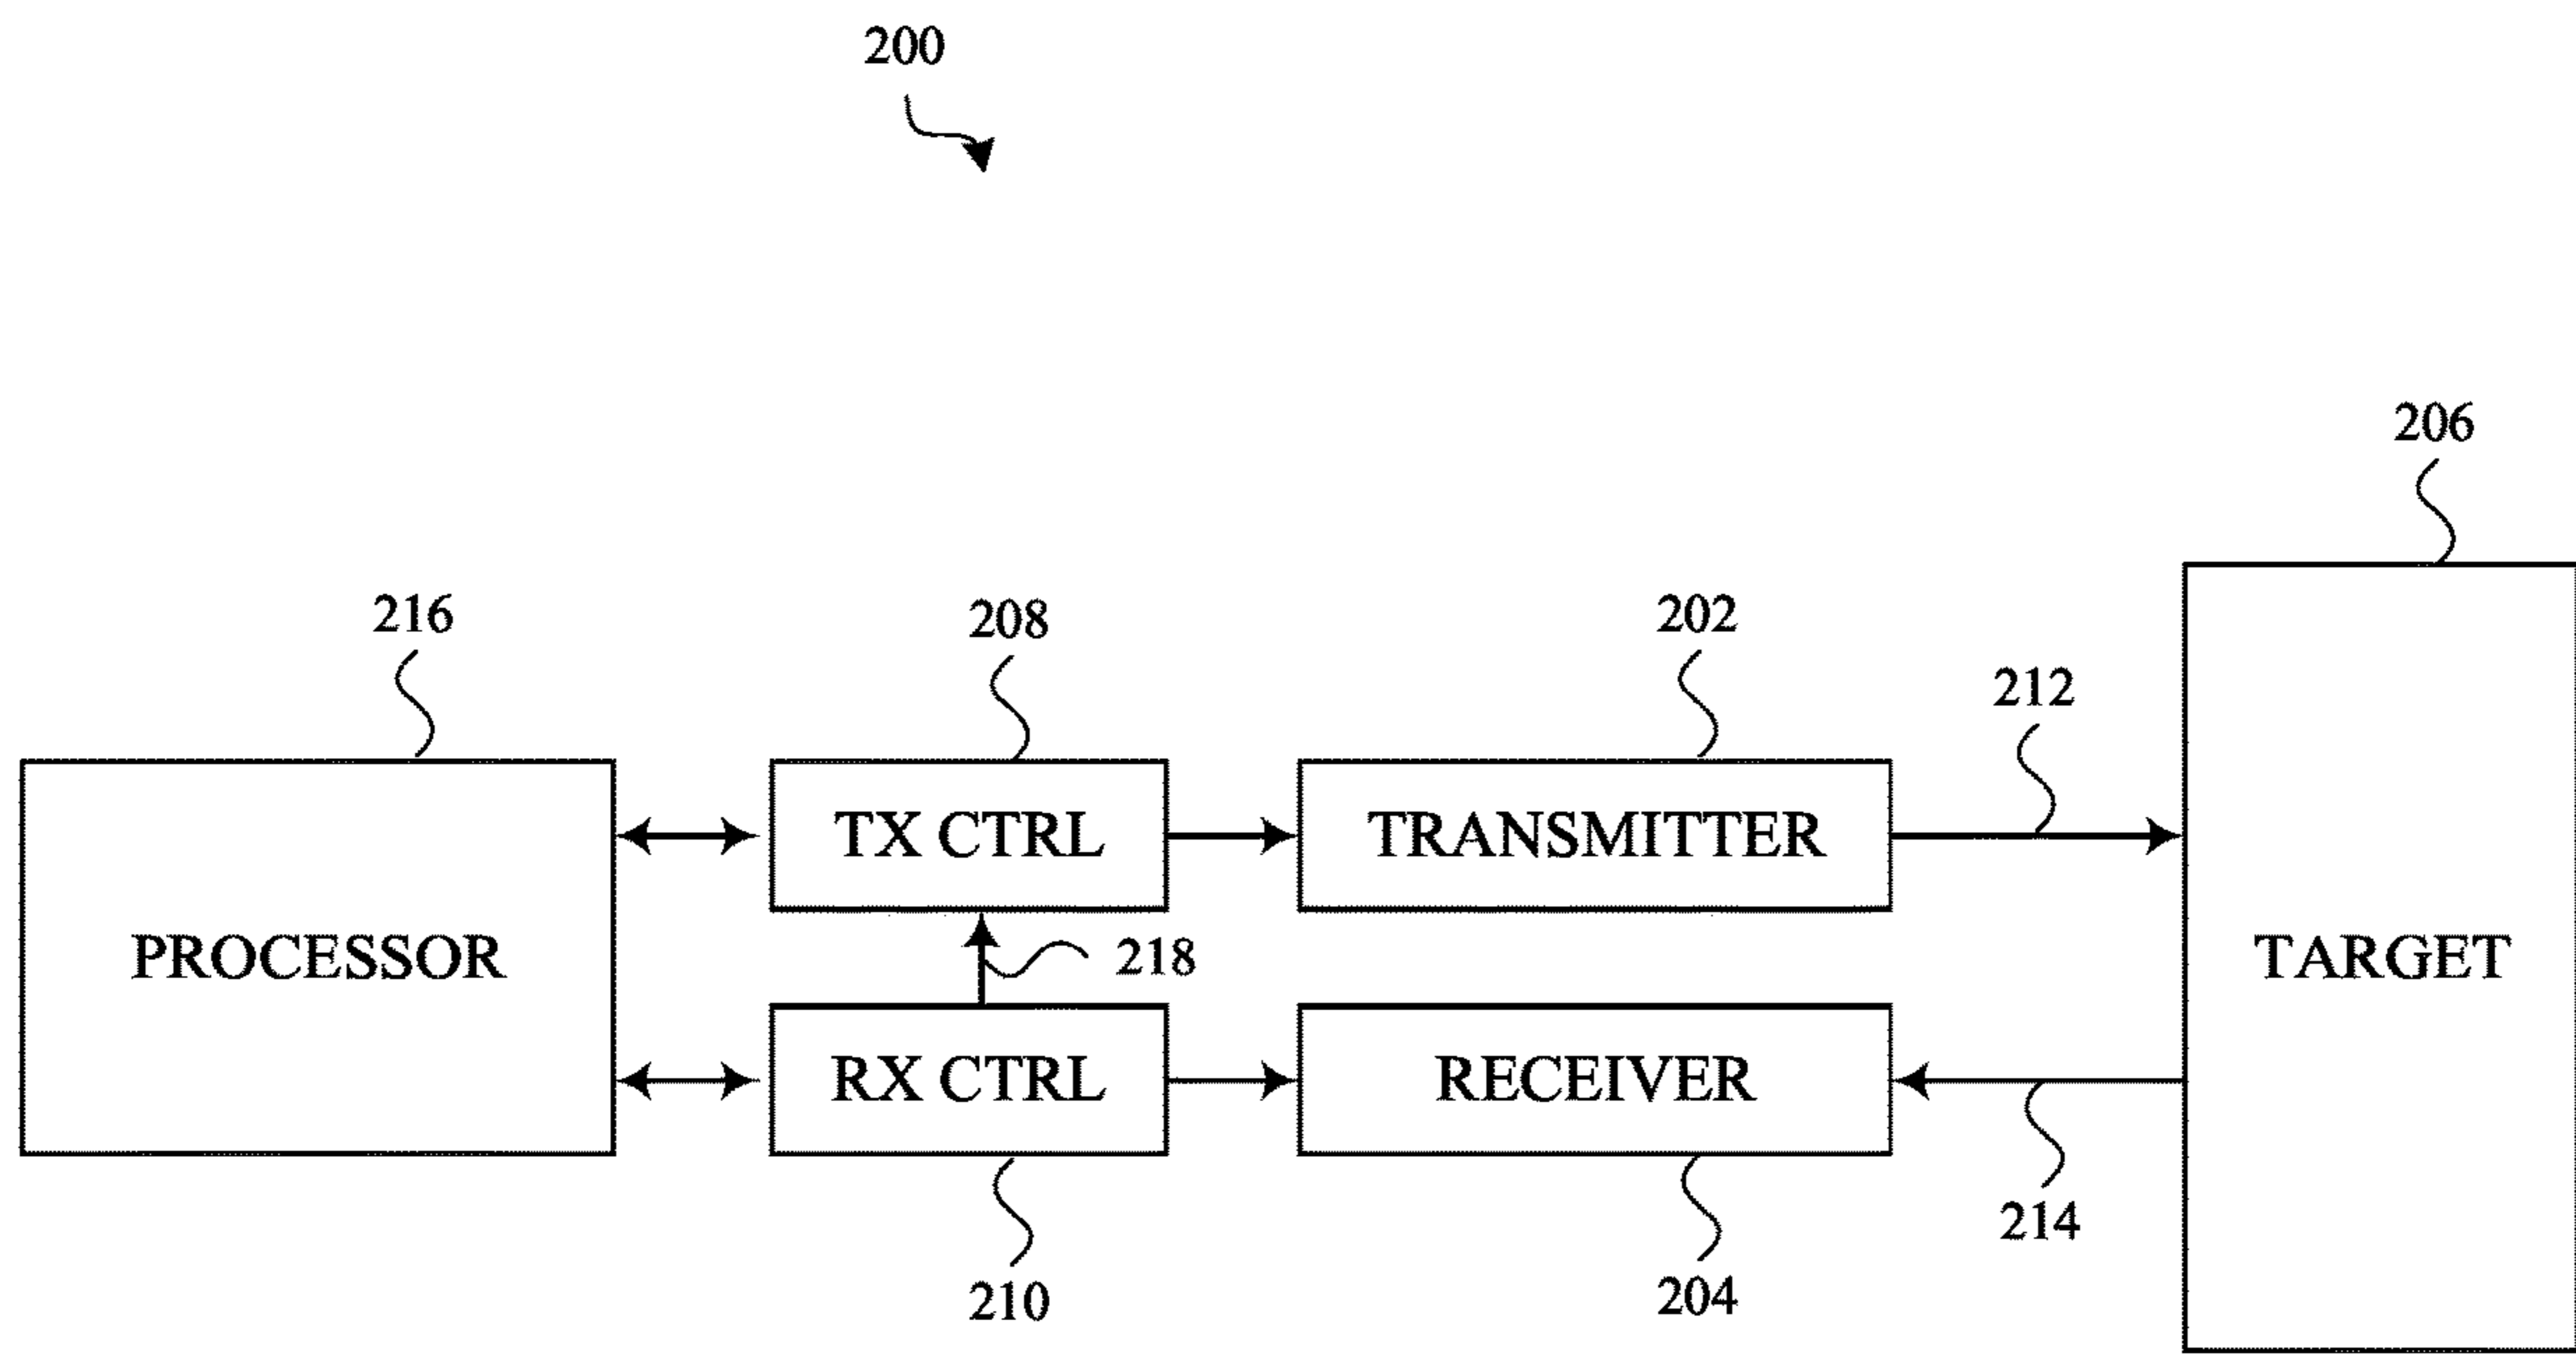 200
206
216
208
202
212
TX CTRL
TRANSMITTER
PROCESSOR
218
TARGET
RX CTRL
RECEIVER
214
210
204